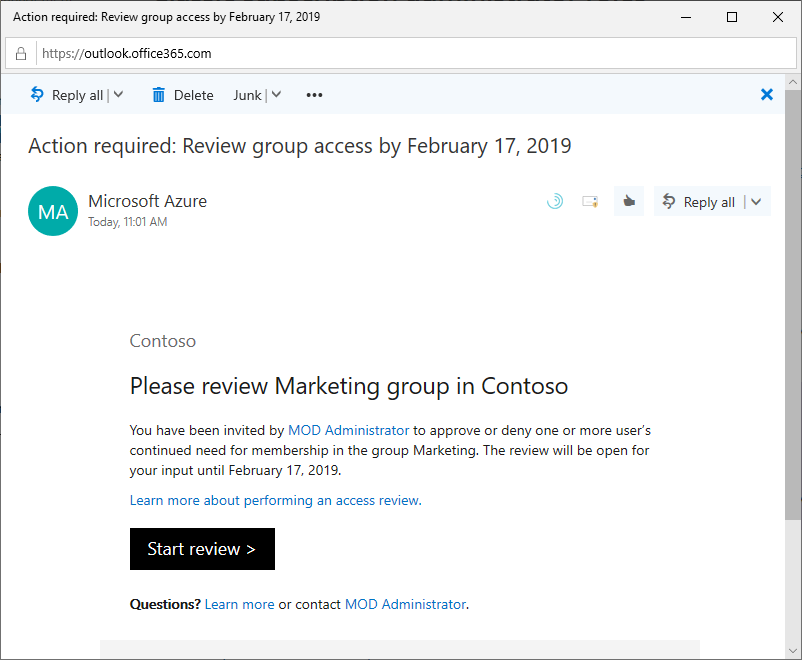 Action required: Review group access by February 17, 2019
https://outlook.office365.com
Reply all Delete Junk •••
Action required: Review group access by February 17, 2019
MA Microsoft Azure
Today, 11:01 AM
Reply all
Contoso
Please review Marketing group in Contoso
You have been invited by MOD Administrator to approve or deny one or more user's
continued need for membership in the group Marketing. The review will be open for
your input until February 17, 2019.
Learn more about performing an access review.
Start review >
Questions? Learn more or contact MOD Administrator.